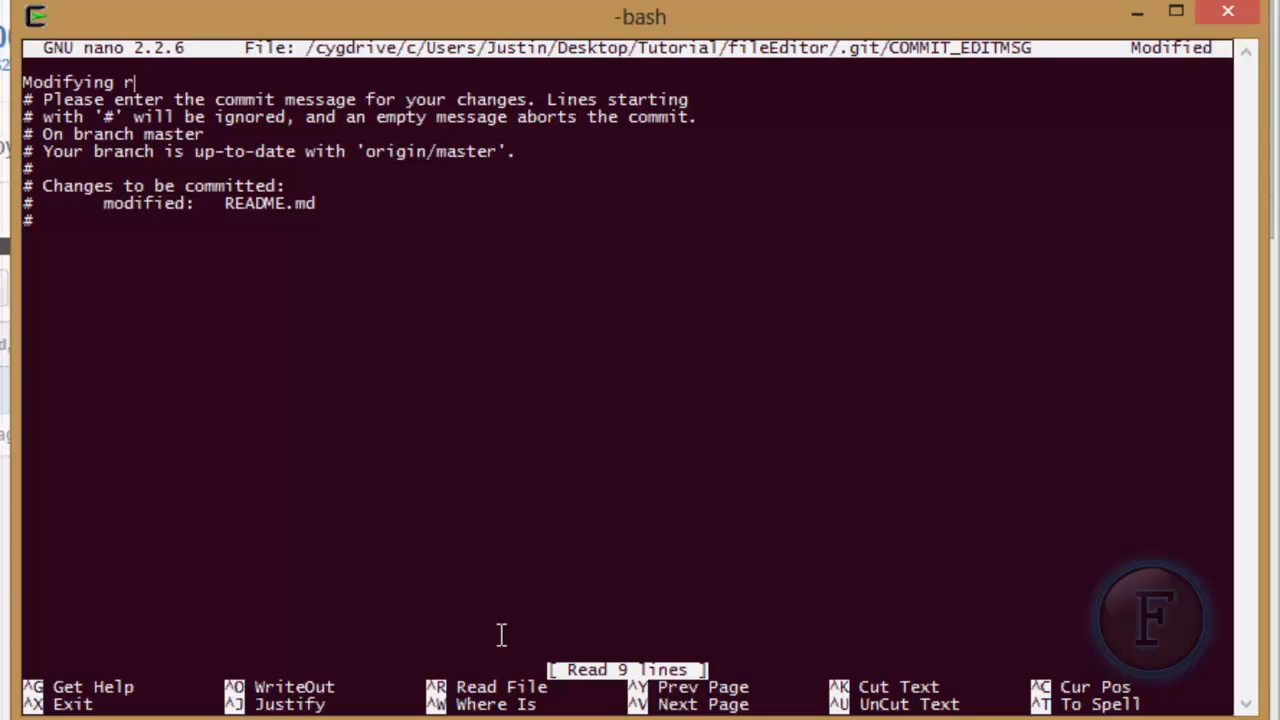 -bash
GNU nano 2.2.6 File: /cygdrive/c/Users/Justin/Desktop/Tutorial/fileEditor/.git/COMMIT_EDITMSG Modified
Modifying r
# Please enter the commit message for your changes. Lines starting
# with '#' will be ignored, and an empty message aborts the commit.
# On branch master
# Your branch is up-to-date with 'origin/master'.
#
# Changes to be committed:
# modified: README.md
#
F
[ Read 9 lines ]
^G Get Help ^O WriteOut ^R Read File ^Y Prev Page ^K Cut Text ^C Cur Pos
^X Exit ^J Justify ^W Where Is ^V Next Page ^U UnCut Text ^T To Spell